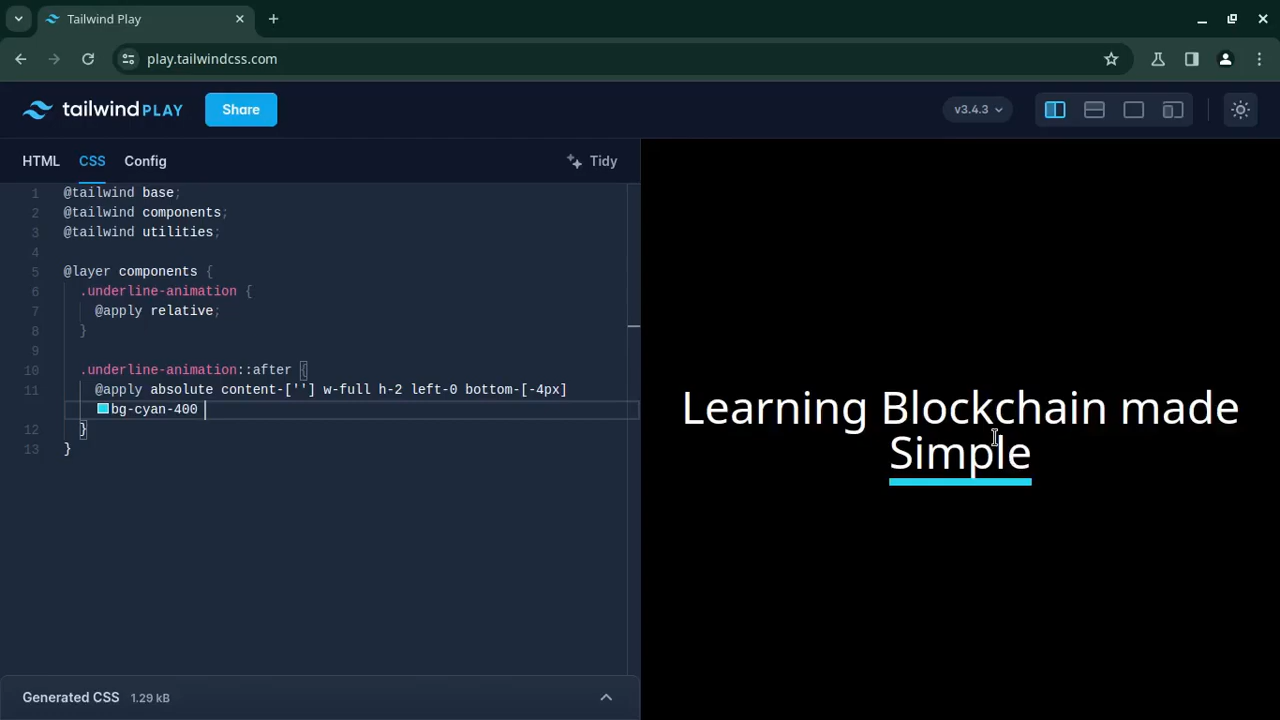 Tailwind Play
play.tailwindcss.com
tailwind PLAY
Share
v3.4.3
HTML CSS Config
Tidy
1 @tailwind base;
2 @tailwind components;
3 @tailwind utilities;
4
5 @layer components {
6 .underline-animation {
7 @apply relative;
8 }
9
10 .underline-animation::after {
11 @apply absolute content-[''] w-full h-2 left-0 bottom-[-4px]
bg-cyan-400
12 }
13 }
Learning Blockchain made
Simple
Generated CSS 1.29 kB